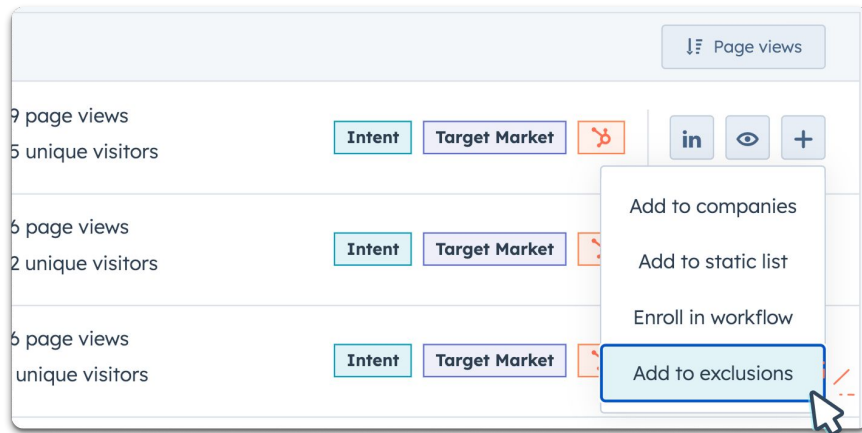 Page views
9 page views
5 unique visitors
Intent
Target Market
in
Add to companies
6 page views
2 unique visitors
Intent
Target Market
Add to static list
Enroll in workflow
6 page views
unique visitors
Intent
Target Market
Add to exclusions